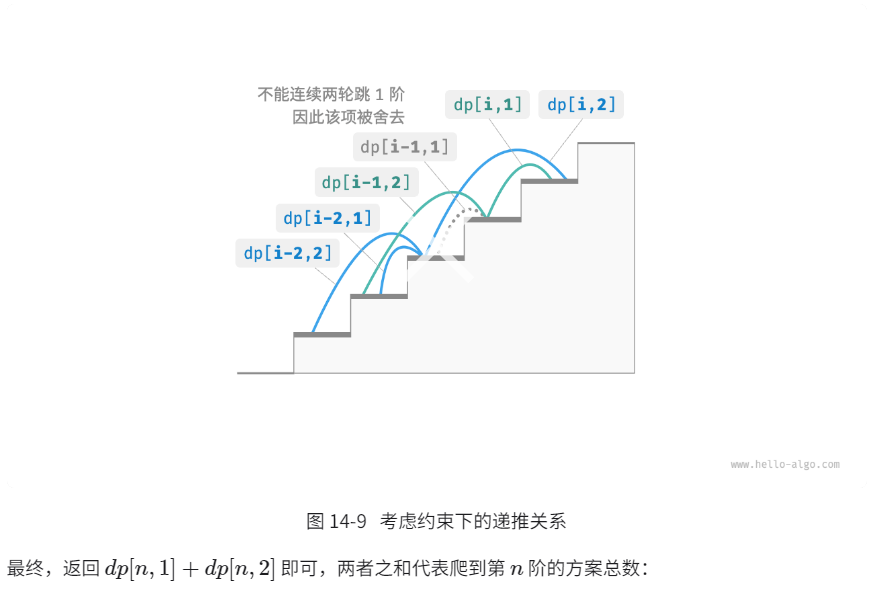 不能连续两轮跳 1 阶
因此该项被舍去
dp[i,1]
dp[i,2]
dp[i-1,1]
dp[i-1,2]
dp[i-2,1]
dp[i-2,2]
www.hello-algo.com
图 14-9 考虑约束下的递推关系
最终，返回 dp[n, 1] + dp[n, 2] 即可，两者之和代表爬到第 n 阶的方案总数：